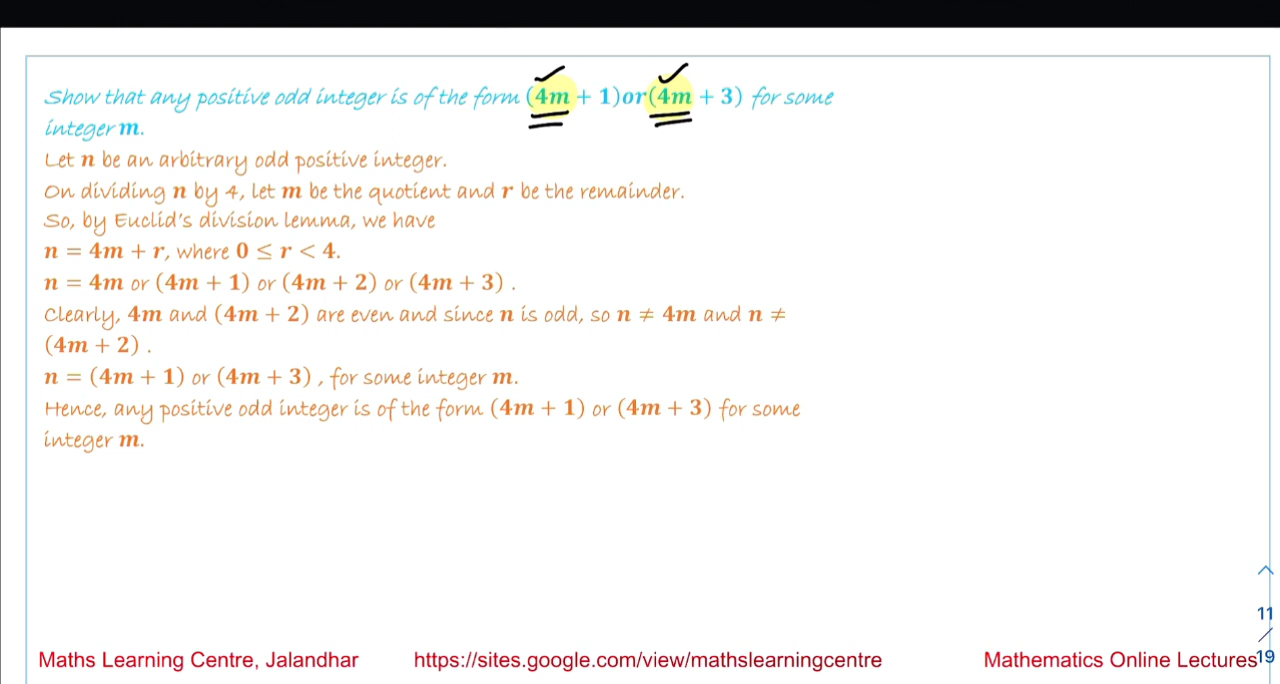 Show that any positive odd integer is of the form (4m + 1)or(4m + 3) for some
integer m.
Let n be an arbitrary odd positive integer.
On dividing n by 4, let m be the quotient and r be the remainder.
So, by Euclid's division lemma, we have
n = 4m + r, where 0 ≤ r < 4.
n = 4m or (4m + 1) or (4m + 2) or (4m + 3) .
Clearly, 4m and (4m + 2) are even and since n is odd, so n ≠ 4m and n ≠
(4m + 2) .
n = (4m + 1) or (4m + 3) , for some integer m.
Hence, any positive odd integer is of the form (4m + 1) or (4m + 3) for some
integer m.
11
/
19
Maths Learning Centre, Jalandhar https://sites.google.com/view/mathslearningcentre Mathematics Online Lectures